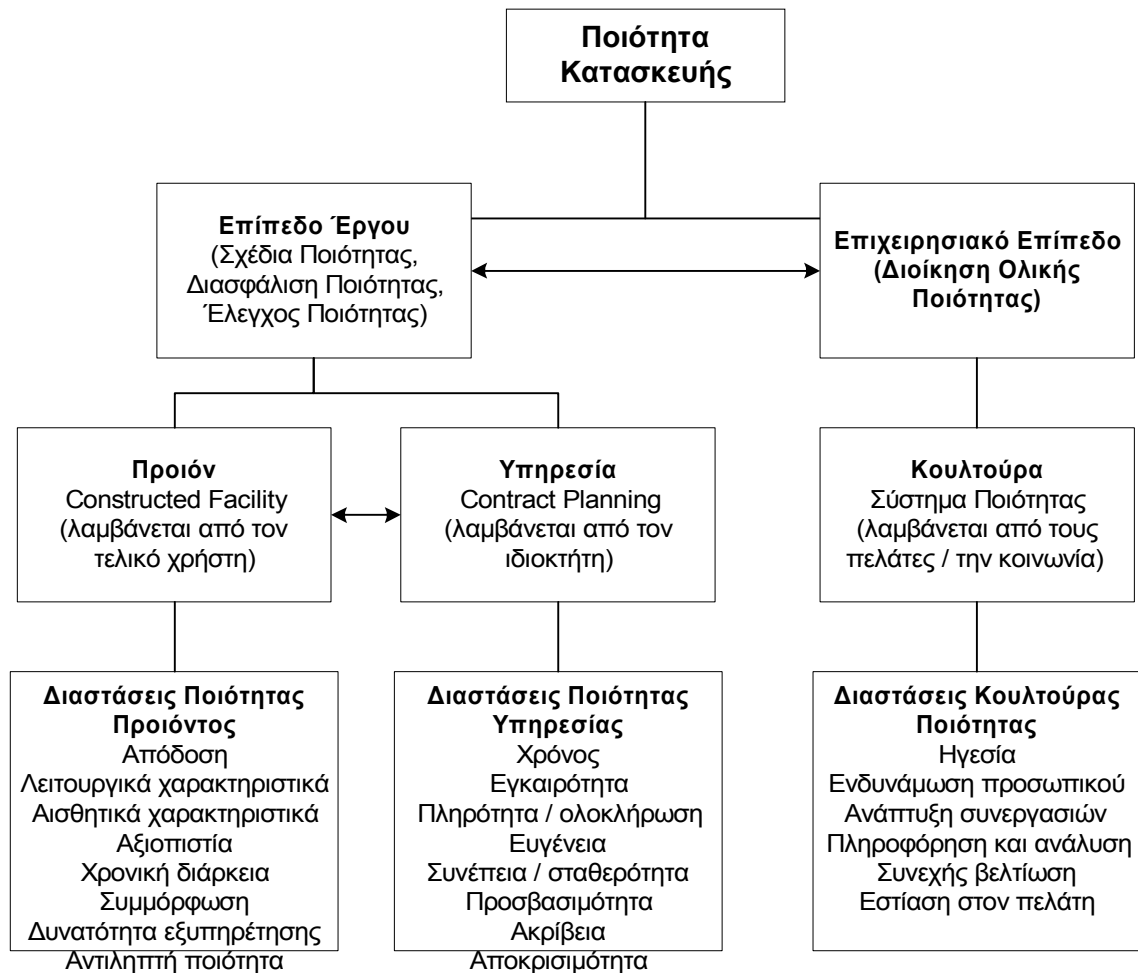 Ποιότητα
Κατασκευής
Επίπεδο Έργου
(Σχέδια Ποιότητας,
Διασφάλιση Ποιότητας,
Έλεγχος Ποιότητας)
Επιχειρησιακό Επίπεδο
(Διοίκηση Ολικής
Ποιότητας)
Προιόν
Constructed Facility
(λαμβάνεται από τον
τελικό χρήστη)
Υπηρεσία
Contract Planning
(λαμβάνεται από τον
ιδιοκτήτη)
Κουλτούρα
Σύστημα Ποιότητας
(λαμβάνεται από τους
πελάτες / την κοινωνία)
Διαστάσεις Ποιότητας
Προιόντος
Απόδοση
Λειτουργικά χαρακτηριστικά
Αισθητικά χαρακτηριστικά
Αξιοπιστία
Χρονική διάρκεια
Συμμόρφωση
Δυνατότητα εξυπηρέτησης
Αντιληπτή ποιότητα
Διαστάσεις Ποιότητας
Υπηρεσίας
Χρόνος
Εγκαιρότητα
Πληρότητα / ολοκλήρωση
Ευγένεια
Συνέπεια / σταθερότητα
Προσβασιμότητα
Ακρίβεια
Αποκρισιμότητα
Διαστάσεις Κουλτούρας
Ποιότητας
Ηγεσία
Ενδυνάμωση προσωπικού
Ανάπτυξη συνεργασιών
Πληροφόρηση και ανάλυση
Συνεχής βελτίωση
Εστίαση στον πελάτη